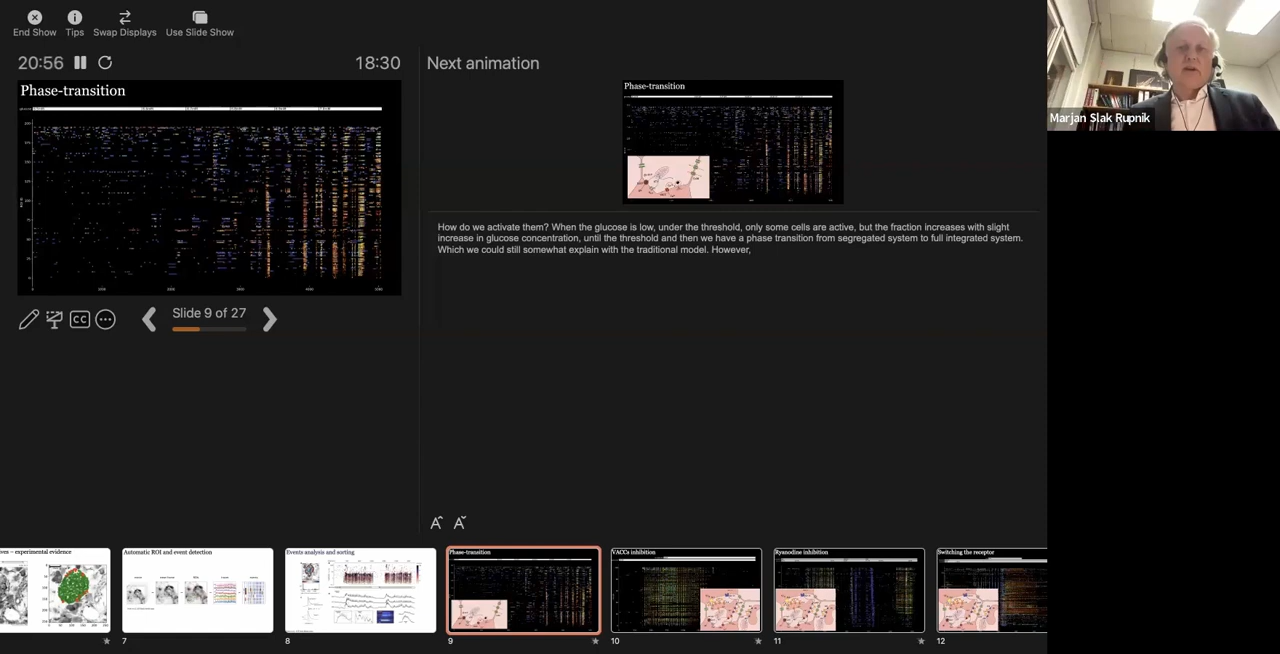 End Show
Tips
Swap Displays
Use Slide Show
20:56
18:30
Next animation
Phase-transition
Phase-transition
Marjan Slak Rupnik
How do we activate them? When the glucose is low, under the threshold, only some cells are active, but the fraction increases with slight
increase in glucose concentration, until the threshold and then we have a phase transition from segregated system to full integrated system.
Which we could still somewhat explain with the traditional model. However,
CC
Slide 9 of 27
A A
ves – experimental evidence
Automatic ROI and event detection
Events analysis and sorting
Phase-transition
VACCs inhibition
Ryanodine inhibition
Switching the receptor
7
8
9
10
11
12